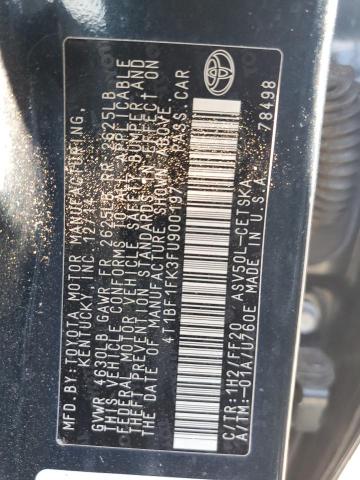 MFD.BY: TOYOTA MOTOR MANUFACTURING,
KENTUCKY, INC.
GVWR 4630LB GAWR FR 2625LB RR 2625LB
THIS VEHICLE CONFORMS TO ALL APPLICABLE
FEDERAL MOTOR VEHICLE SAFETY, BUMPER, AND THEFT
PREVENTION STANDARDS IN EFFECT ON
THE DATE OF MANUFACTURE SHOWN ABOVE.
4T1BF1FK3FU900197 PASS.CAR
C/TR: 1H2/FF20 ASV50L-CETSKA
A/TM:-01A/U760E MADE IN U.S.A.
78498